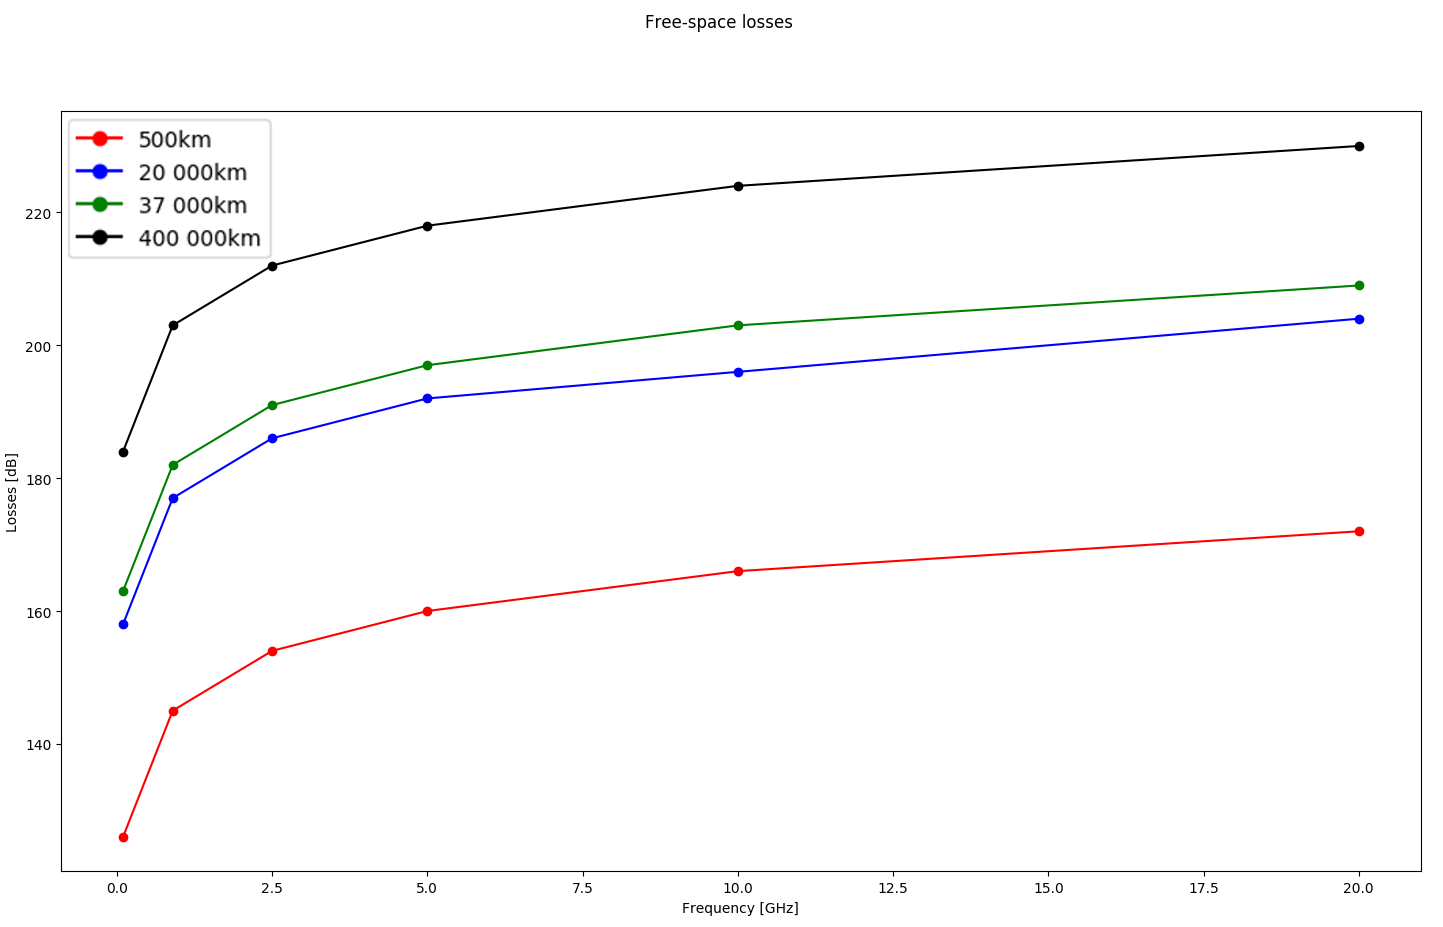 Free-space losses
500km
20 000km
37 000km
400 000km
220
200
180
160
140
Losses [dB]
0.0 2.5 5.0 7.5 10.0 12.5 15.0 17.5 20.0
Frequency [GHz]